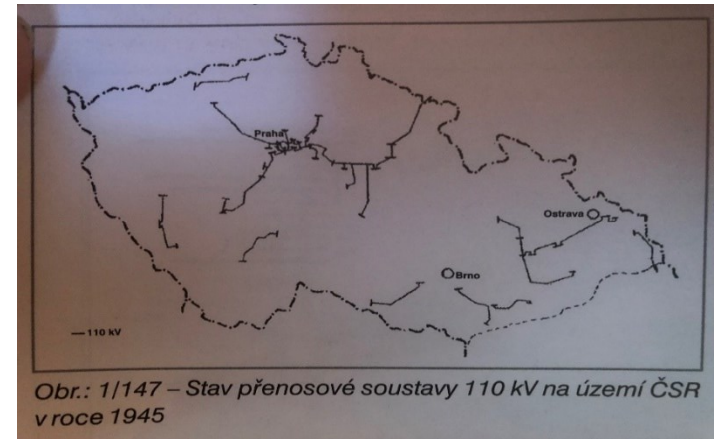 Praha
Ostrava
Brno
110 kV
Obr.: 1/147 – Stav přenosové soustavy 110 kV na území ČSR
v roce 1945